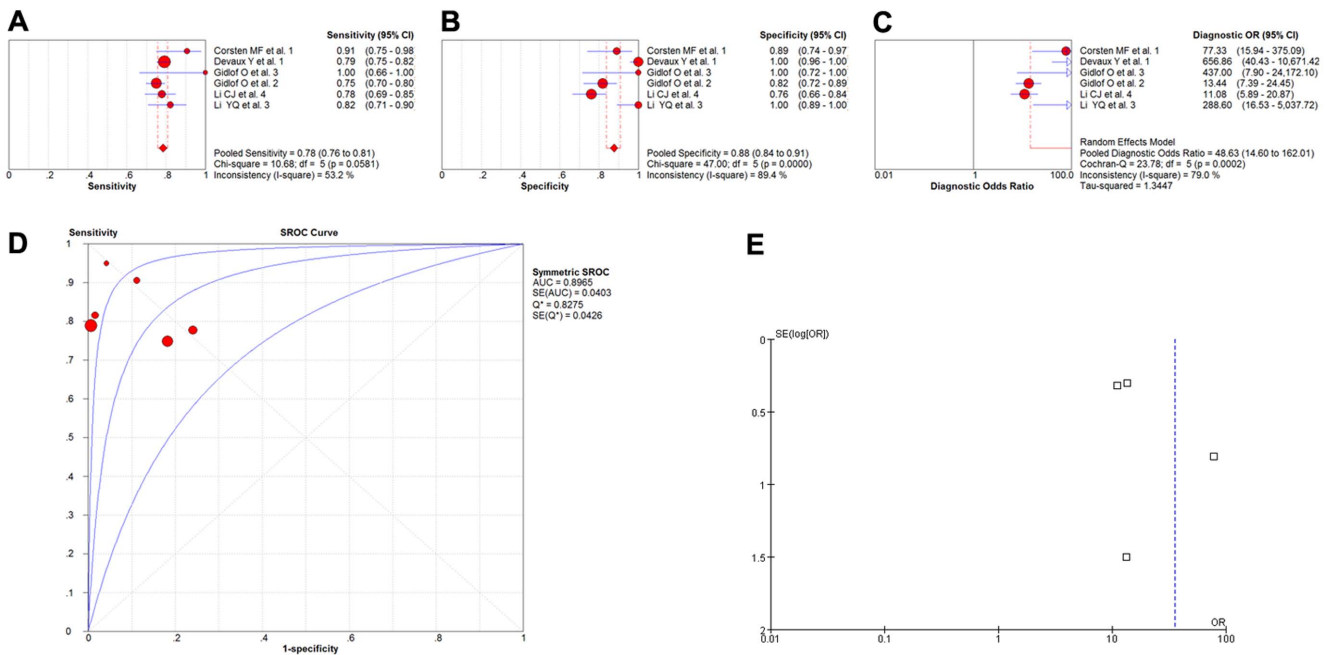 A
Sensitivity (95% CI)
Corsten MF et al. 1 0.91 (0.75 - 0.98
Devaux Y et al. 1 0.79 (0.75 - 0.82
Gidlof O et al. 3 1.00 (0.66 - 1.00
Gidlof O et al. 2 0.75 (0.70 - 0.80
Li CJ et al. 4 0.78 (0.69 - 0.85
Li YQ et al. 3 0.82 (0.71 - 0.90
Pooled Sensitivity = 0.78 (0.76 to 0.81)
Chi-square = 10.68; df = 5 (p = 0.0581)
Inconsistency (I-square) = 53.2 %
0 .2 .4 .6 .8 1
Sensitivity
B
Specificity (95% CI)
Corsten MF et al. 1 0.89 (0.74 - 0.97
Devaux Y et al. 1 1.00 (0.96 - 1.00
Gidlof O et al. 3 1.00 (0.72 - 1.00
Gidlof O et al. 2 0.82 (0.72 - 0.89
Li CJ et al. 4 0.76 (0.66 - 0.84
Li YQ et al. 3 1.00 (0.89 - 1.00
Pooled Specificity = 0.88 (0.84 to 0.91)
Chi-square = 47.00; df = 5 (p = 0.0000)
Inconsistency (I-square) = 89.4 %
0 .2 .4 .6 .8 1
Specificity
C
Diagnostic OR (95% CI)
Corsten MF et al. 1 77.33 (15.94 - 375.09)
Devaux Y et al. 1 656.86 (40.43 - 10,671.42
Gidlof O et al. 3 437.00 (7.90 - 24,172.10)
Gidlof O et al. 2 13.44 (7.39 - 24.45)
Li CJ et al. 4 11.08 (5.89 - 20.87)
Li YQ et al. 3 288.60 (16.53 - 5,037.72)
Random Effects Model
Pooled Diagnostic Odds Ratio = 48.63 (14.60 to 162.01)
Cochran-Q = 23.78; df = 5 (p = 0.0002)
Inconsistency (I-square) = 79.0 %
Tau-squared = 1.3447
0.01 1 100.0
Diagnostic Odds Ratio
D
Sensitivity
SROC Curve
1
.9
.8
.7
.6
.5
.4
.3
.2
.1
0
0 .2 .4 .6 .8 1
1-specificity
Symmetric SROC
AUC = 0.8965
SE(AUC) = 0.0403
Q* = 0.8275
SE(Q*) = 0.0426
E
SE(log[OR])
0
0.5
1
1.5
2
OR
0.01 0.1 1 10 100